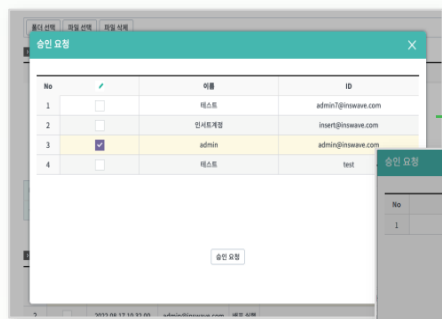 폴더 선택 파일 선택 파일 삭제
승인 요청
No 이름 ID
1 테스트 admin7@inswave.com
2 인서트계정 insert@inswave.com
3 admin admin@inswave.com
4 테스트 test
승인 요청
No
1
승인 요청